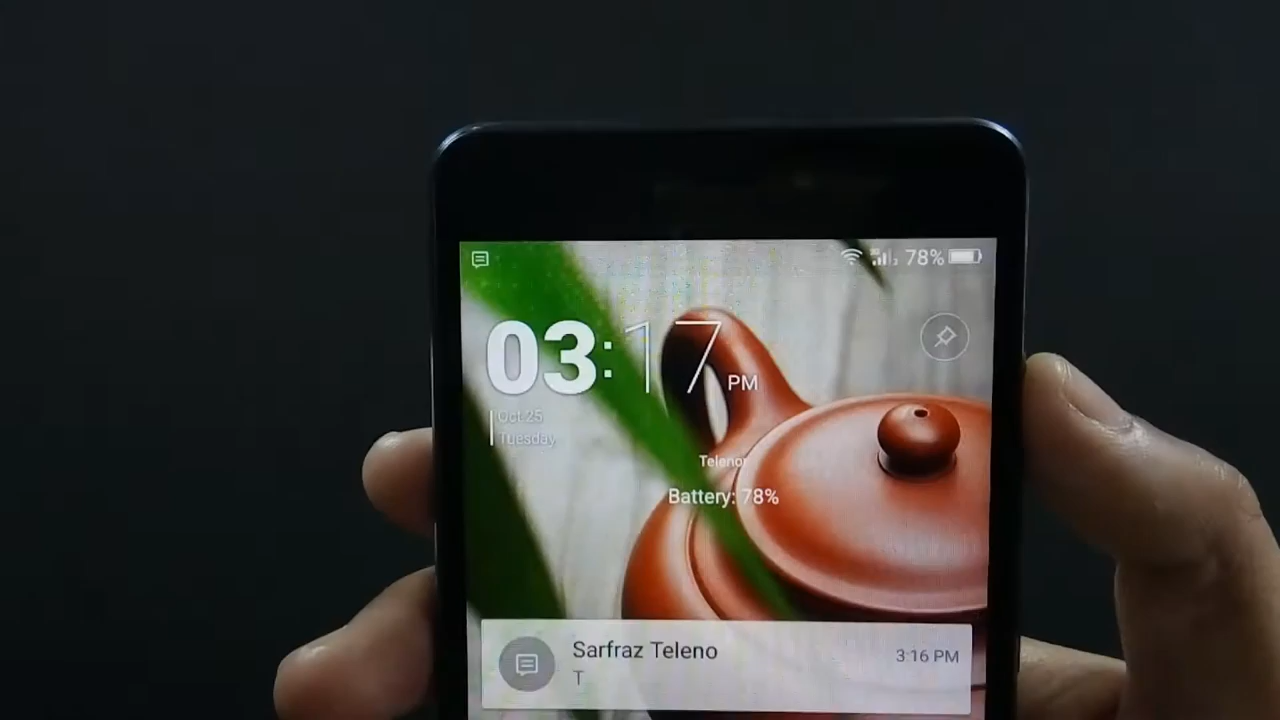 78%
03:17 PM
Oct 25
Tuesday
Telenor
Battery: 78%
Sarfraz Teleno
3:16 PM
T